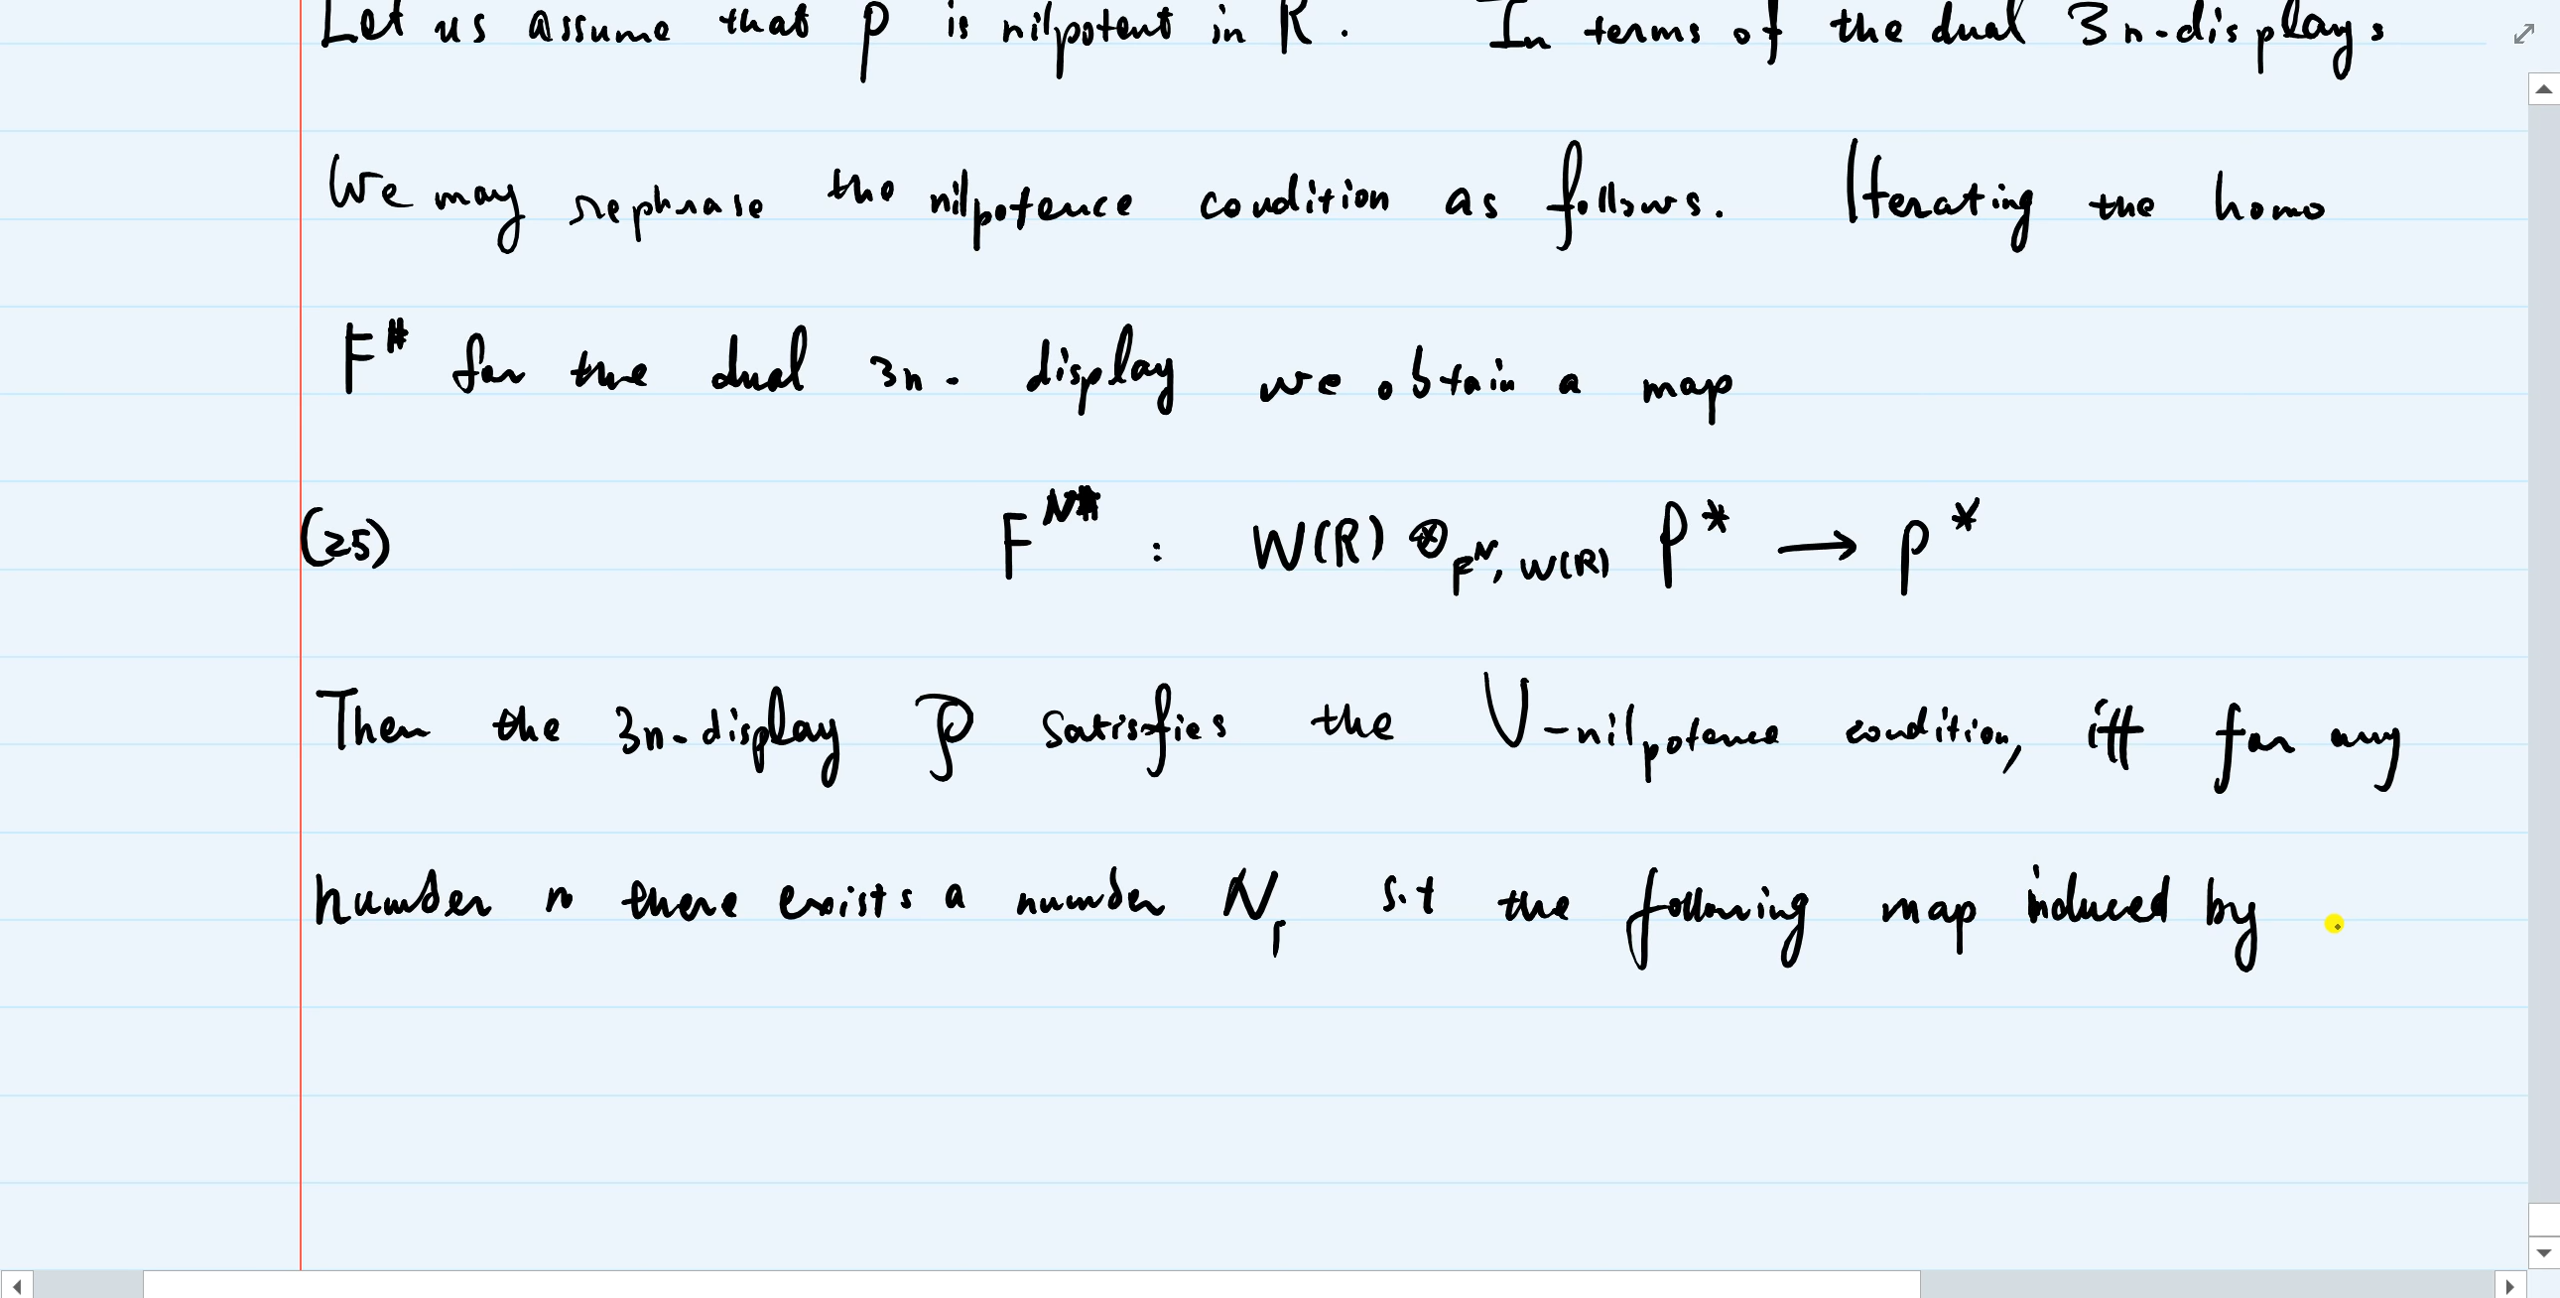 Let us assume that p is nilpotent in R. In terms of the dual 3n-display
We may rephrase the nilpotence condition as follows. Iterating the homo
F^# for the dual 3n-display we obtain a map
(25) F^{N#} : W(R) ⊗_{F^N, W(R)} P^* → P^*
Then the 3n-display 𝒫 satisfies the V-nilpotence condition, iff for any
number n there exists a number N, s.t the following map induced by